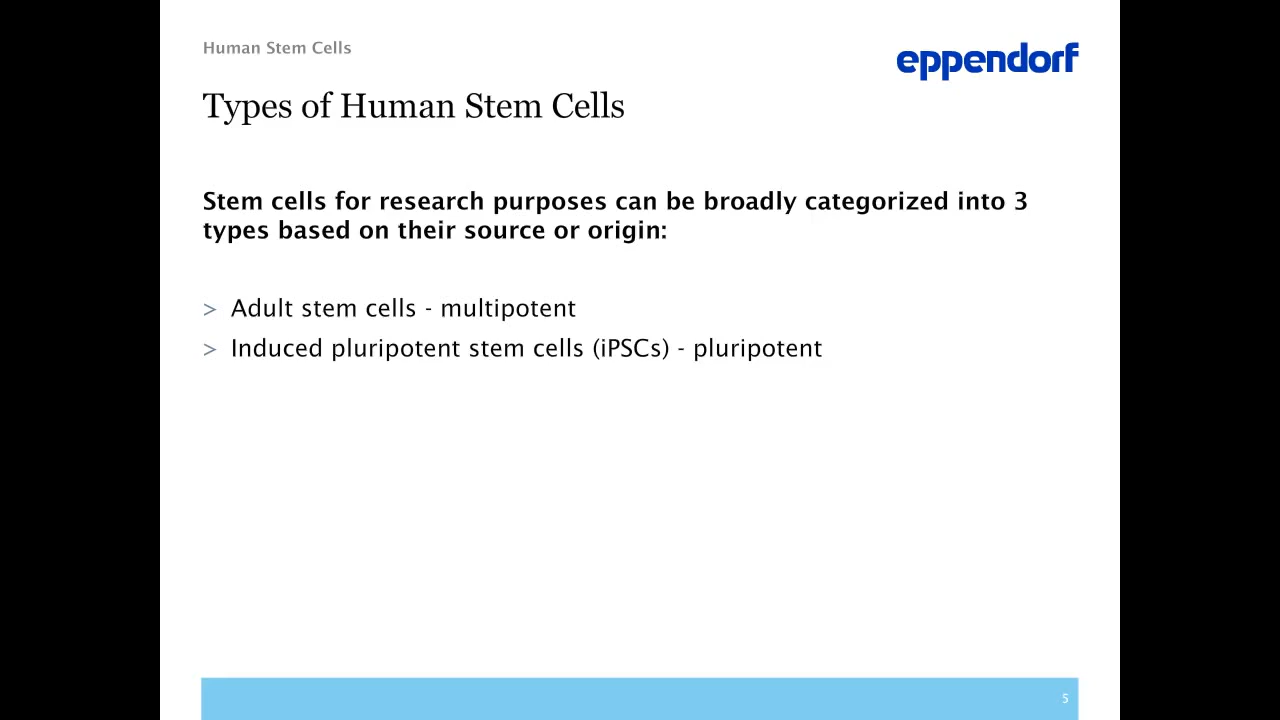 Human Stem Cells
eppendorf
Types of Human Stem Cells
Stem cells for research purposes can be broadly categorized into 3
types based on their source or origin:
> Adult stem cells - multipotent
> Induced pluripotent stem cells (iPSCs) - pluripotent
5